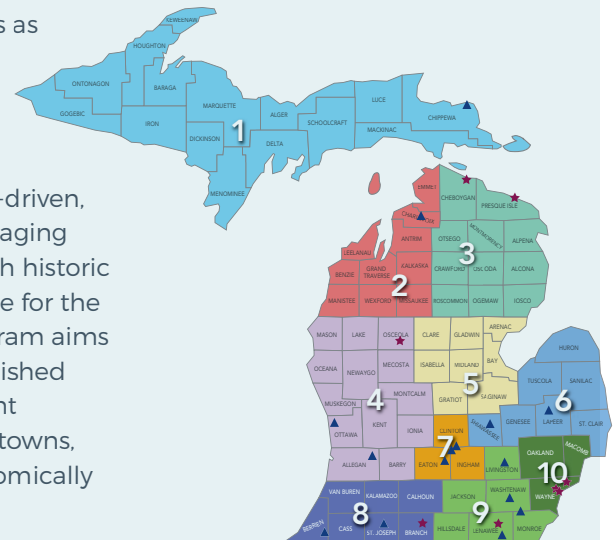 s as
-driven,
aging
h historic
e for the
ram aims
ished
nt
towns,
omically
KEWEENAW
HOUGHTON
ONTONAGON
BARAGA
GOGEBIC
IRON
MARQUETTE
DICKINSON
MENOMINEE
1
ALGER
DELTA
SCHOOLCRAFT
LUCE
MACKINAC
CHIPPEWA
EMMET
CHARLEVOIX
ANTRIM
LEELANAU
BENZIE
GRAND
TRAVERSE
KALKASKA
MANISTEE
WEXFORD
MISSAUKEE
2
CHEBOYGAN
PRESQUE ISLE
OTSEGO
MONTMORENCY
ALPENA
3
CRAWFORD
OSCODA
ALCONA
ROSCOMMON
OGEMAW
IOSCO
MASON
LAKE
OSCEOLA
OCEANA
NEWAYGO
MECOSTA
MUSKEGON
MONTCALM
4
OTTAWA
KENT
IONIA
ALLEGAN
BARRY
CLARE
GLADWIN
ARENAC
ISABELLA
MIDLAND
BAY
5
GRATIOT
SAGINAW
HURON
TUSCOLA
SANILAC
6
GENESEE
LAPEER
ST. CLAIR
SHIAWASSEE
CLINTON
7
EATON
INGHAM
LIVINGSTON
OAKLAND
MACOMB
10
WAYNE
VAN BUREN
KALAMAZOO
CALHOUN
8
BERRIEN
CASS
ST. JOSEPH
BRANCH
JACKSON
WASHTENAW
9
HILLSDALE
LENAWEE
MONROE